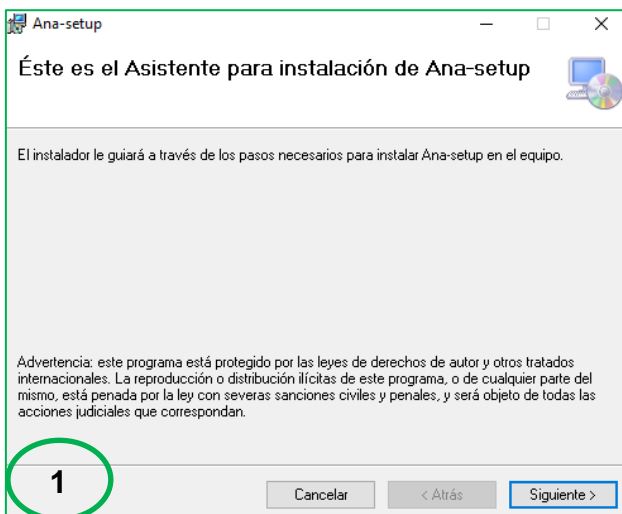 Ana-setup
Éste es el Asistente para instalación de Ana-setup
El instalador le guiará a través de los pasos necesarios para instalar Ana-setup en el equipo.
Advertencia: este programa está protegido por las leyes de derechos de autor y otros tratados
internacionales. La reproducción o distribución ilícitas de este programa, o de cualquier parte del
mismo, está penada por la ley con severas sanciones civiles y penales, y será objeto de todas las
acciones judiciales que correspondan.
1
Cancelar < Atrás Siguiente >